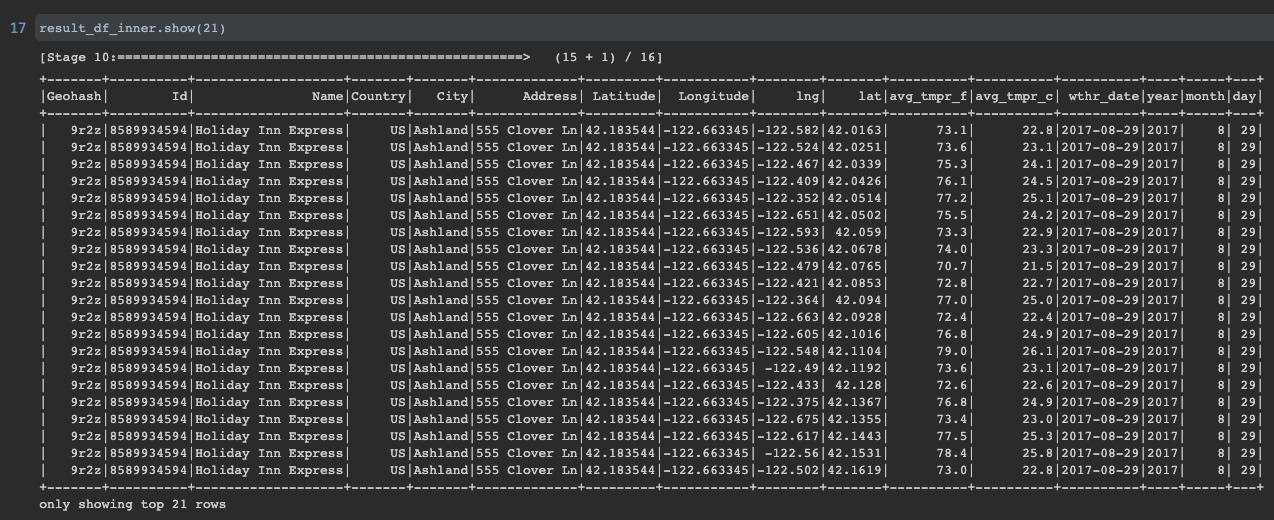 17 result_df_inner.show(21)
[Stage 10:====================================================> (15 + 1) / 16]
+-------+----------+-------------------+-------+-------+-------------+---------+-----------+--------+-------+----------+----------+----------+----+-----+---+
|Geohash|        Id|               Name|Country|   City|      Address| Latitude|  Longitude|     lng|    lat|avg_tmpr_f|avg_tmpr_c| wthr_date|year|month|day|
+-------+----------+-------------------+-------+-------+-------------+---------+-----------+--------+-------+----------+----------+----------+----+-----+---+
|   9r2z|8589934594|Holiday Inn Express|     US|Ashland|555 Clover Ln|42.183544|-122.663345|-122.582|42.0163|      73.1|      22.8|2017-08-29|2017|    8| 29|
|   9r2z|8589934594|Holiday Inn Express|     US|Ashland|555 Clover Ln|42.183544|-122.663345|-122.524|42.0251|      73.6|      23.1|2017-08-29|2017|    8| 29|
|   9r2z|8589934594|Holiday Inn Express|     US|Ashland|555 Clover Ln|42.183544|-122.663345|-122.467|42.0339|      75.3|      24.1|2017-08-29|2017|    8| 29|
|   9r2z|8589934594|Holiday Inn Express|     US|Ashland|555 Clover Ln|42.183544|-122.663345|-122.409|42.0426|      76.1|      24.5|2017-08-29|2017|    8| 29|
|   9r2z|8589934594|Holiday Inn Express|     US|Ashland|555 Clover Ln|42.183544|-122.663345|-122.352|42.0514|      77.2|      25.1|2017-08-29|2017|    8| 29|
|   9r2z|8589934594|Holiday Inn Express|     US|Ashland|555 Clover Ln|42.183544|-122.663345|-122.651|42.0502|      75.5|      24.2|2017-08-29|2017|    8| 29|
|   9r2z|8589934594|Holiday Inn Express|     US|Ashland|555 Clover Ln|42.183544|-122.663345|-122.593| 42.059|      73.3|      22.9|2017-08-29|2017|    8| 29|
|   9r2z|8589934594|Holiday Inn Express|     US|Ashland|555 Clover Ln|42.183544|-122.663345|-122.536|42.0678|      74.0|      23.3|2017-08-29|2017|    8| 29|
|   9r2z|8589934594|Holiday Inn Express|     US|Ashland|555 Clover Ln|42.183544|-122.663345|-122.479|42.0765|      70.7|      21.5|2017-08-29|2017|    8| 29|
|   9r2z|8589934594|Holiday Inn Express|     US|Ashland|555 Clover Ln|42.183544|-122.663345|-122.421|42.0853|      72.8|      22.7|2017-08-29|2017|    8| 29|
|   9r2z|8589934594|Holiday Inn Express|     US|Ashland|555 Clover Ln|42.183544|-122.663345|-122.364| 42.094|      77.0|      25.0|2017-08-29|2017|    8| 29|
|   9r2z|8589934594|Holiday Inn Express|     US|Ashland|555 Clover Ln|42.183544|-122.663345|-122.663|42.0928|      72.4|      22.4|2017-08-29|2017|    8| 29|
|   9r2z|8589934594|Holiday Inn Express|     US|Ashland|555 Clover Ln|42.183544|-122.663345|-122.605|42.1016|      76.8|      24.9|2017-08-29|2017|    8| 29|
|   9r2z|8589934594|Holiday Inn Express|     US|Ashland|555 Clover Ln|42.183544|-122.663345|-122.548|42.1104|      79.0|      26.1|2017-08-29|2017|    8| 29|
|   9r2z|8589934594|Holiday Inn Express|     US|Ashland|555 Clover Ln|42.183544|-122.663345| -122.49|42.1192|      73.6|      23.1|2017-08-29|2017|    8| 29|
|   9r2z|8589934594|Holiday Inn Express|     US|Ashland|555 Clover Ln|42.183544|-122.663345|-122.433| 42.128|      72.6|      22.6|2017-08-29|2017|    8| 29|
|   9r2z|8589934594|Holiday Inn Express|     US|Ashland|555 Clover Ln|42.183544|-122.663345|-122.375|42.1367|      76.8|      24.9|2017-08-29|2017|    8| 29|
|   9r2z|8589934594|Holiday Inn Express|     US|Ashland|555 Clover Ln|42.183544|-122.663345|-122.675|42.1355|      73.4|      23.0|2017-08-29|2017|    8| 29|
|   9r2z|8589934594|Holiday Inn Express|     US|Ashland|555 Clover Ln|42.183544|-122.663345|-122.617|42.1443|      77.5|      25.3|2017-08-29|2017|    8| 29|
|   9r2z|8589934594|Holiday Inn Express|     US|Ashland|555 Clover Ln|42.183544|-122.663345| -122.56|42.1531|      78.4|      25.8|2017-08-29|2017|    8| 29|
|   9r2z|8589934594|Holiday Inn Express|     US|Ashland|555 Clover Ln|42.183544|-122.663345|-122.502|42.1619|      73.0|      22.8|2017-08-29|2017|    8| 29|
+-------+----------+-------------------+-------+-------+-------------+---------+-----------+--------+-------+----------+----------+----------+----+-----+---+
only showing top 21 rows